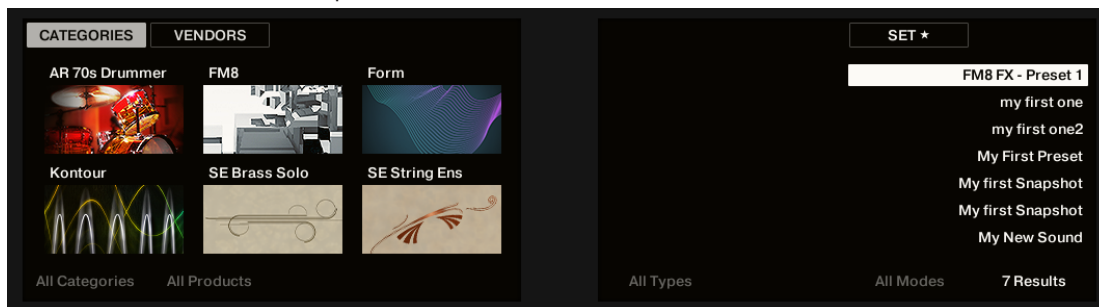 CATEGORIES VENDORS
AR 70s Drummer FM8 Form
Kontour SE Brass Solo SE String Ens
All Categories All Products
SET ★
FM8 FX - Preset 1
my first one
my first one2
My First Preset
My first Snapshot
My first Snapshot
My New Sound
All Types All Modes 7 Results